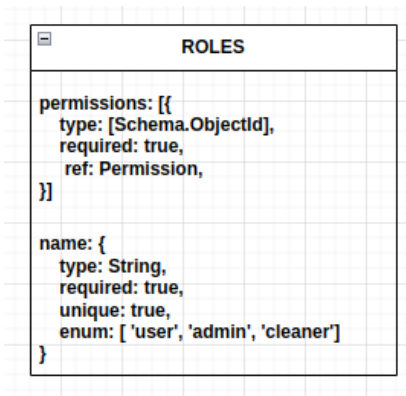 ROLES
permissions: [{
type: [Schema.ObjectId],
required: true,
ref: Permission,
}]
name: {
type: String,
required: true,
unique: true,
enum: [ 'user', 'admin', 'cleaner']
}